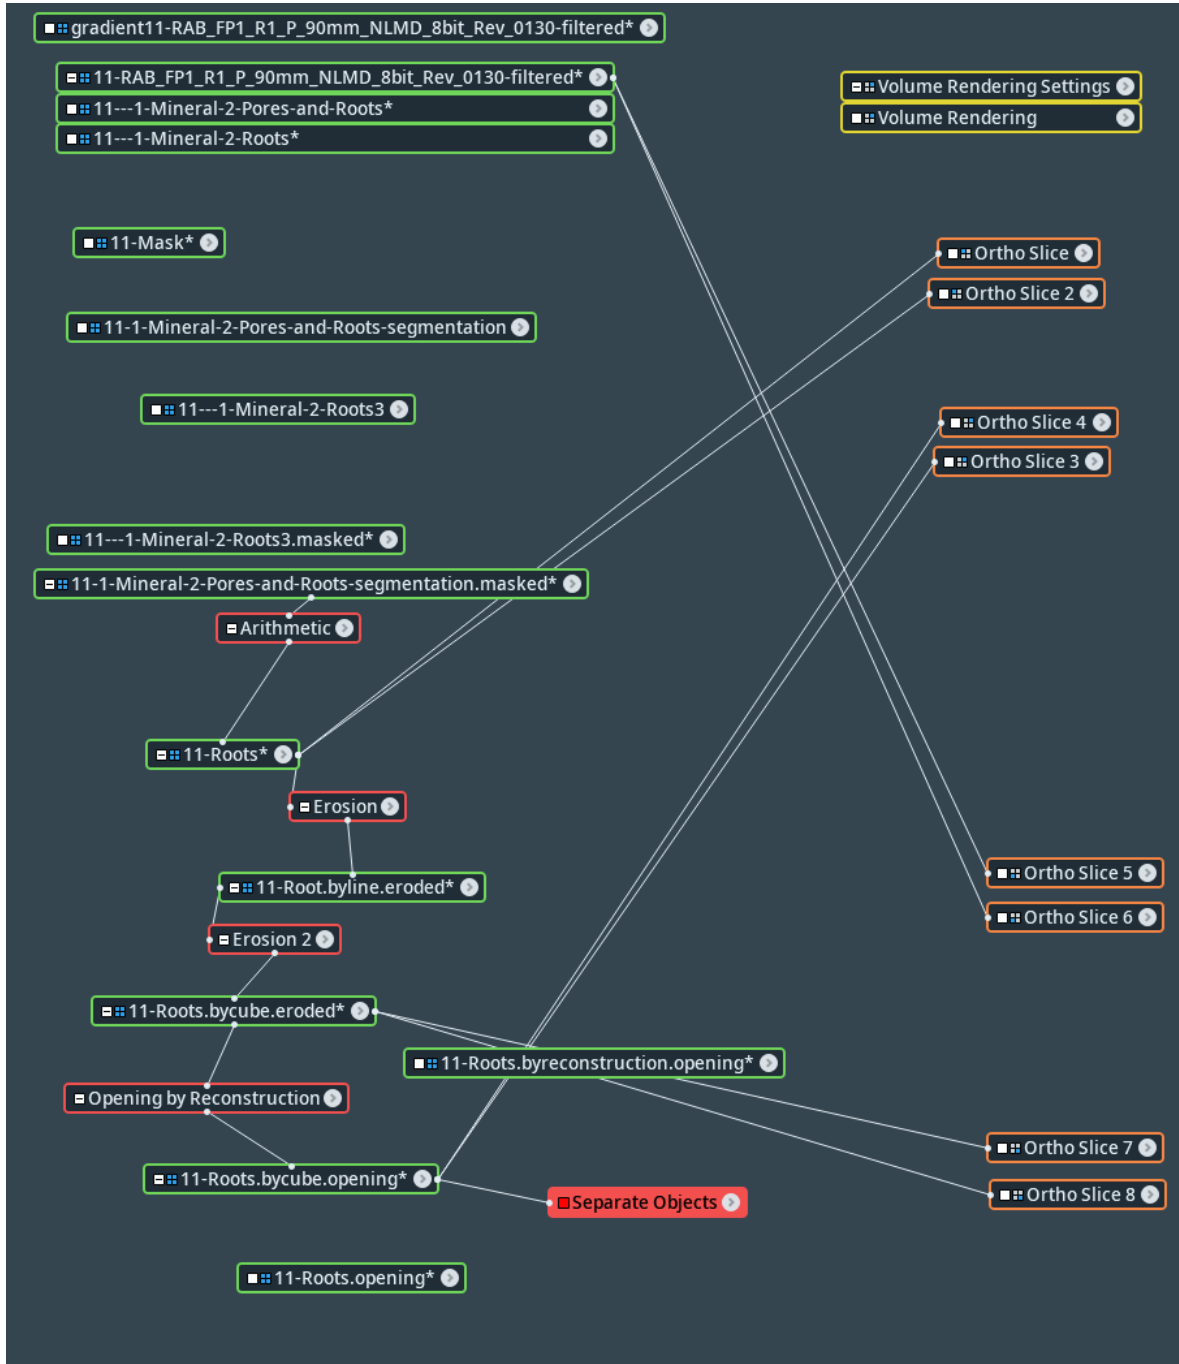 gradient11-RAB_FP1_R1_P_90mm_NLMD_8bit_Rev_0130-filtered*
11-RAB_FP1_R1_P_90mm_NLMD_8bit_Rev_0130-filtered*
Volume Rendering Settings
11---1-Mineral-2-Pores-and-Roots*
Volume Rendering
11---1-Mineral-2-Roots*
11-Mask*
Ortho Slice
Ortho Slice 2
11-1-Mineral-2-Pores-and-Roots-segmentation
11---1-Mineral-2-Roots3
Ortho Slice 4
Ortho Slice 3
11---1-Mineral-2-Roots3.masked*
11-1-Mineral-2-Pores-and-Roots-segmentation.masked*
Arithmetic
11-Roots*
Erosion
Ortho Slice 5
11-Root.byline.eroded*
Ortho Slice 6
Erosion 2
11-Roots.bycube.eroded*
11-Roots.byreconstruction.opening*
Opening by Reconstruction
Ortho Slice 7
11-Roots.bycube.opening*
Ortho Slice 8
Separate Objects
11-Roots.opening*